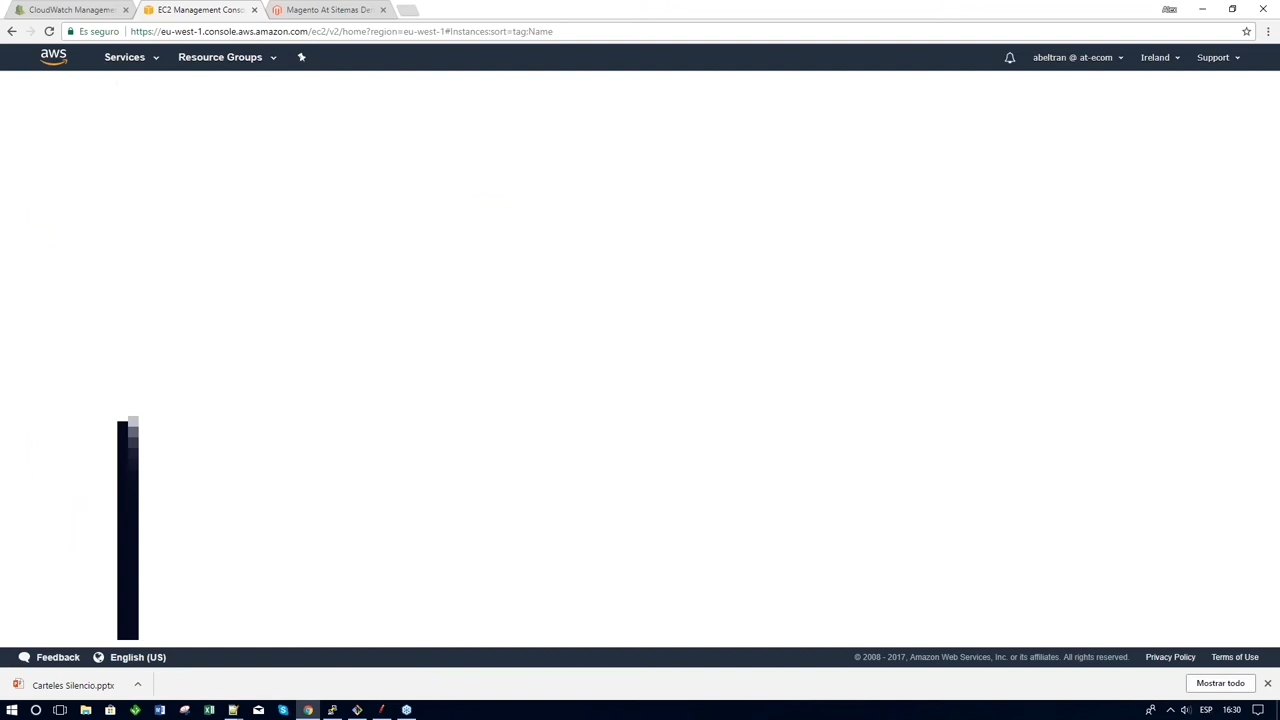 CloudWatch Manageme
EC2 Management Conso
Magento At Sitemas De
Alex
Es seguro
https://eu-west-1.console.aws.amazon.com/ec2/v2/home?region=eu-west-1#Instances:sort=tag:Name
aws
Services
Resource Groups
abeltran @ at-ecom
Ireland
Support
Feedback
English (US)
© 2008 - 2017, Amazon Web Services, Inc. or its affiliates. All rights reserved.
Privacy Policy
Terms of Use
Carteles Silencio.pptx
Mostrar todo
ESP
16:30